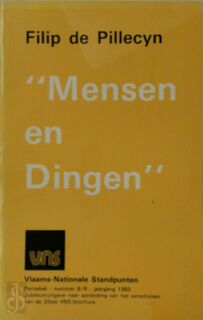 Filip de Pillecyn
"Mensen
en
Dingen"
vns
Vlaams-Nationale Standpunten
Periodiek - nummer 8/9 - jaargang 1983
Jubileumuitgave naar aanleiding van het verschijnen
van de 25ste VNS-brochure